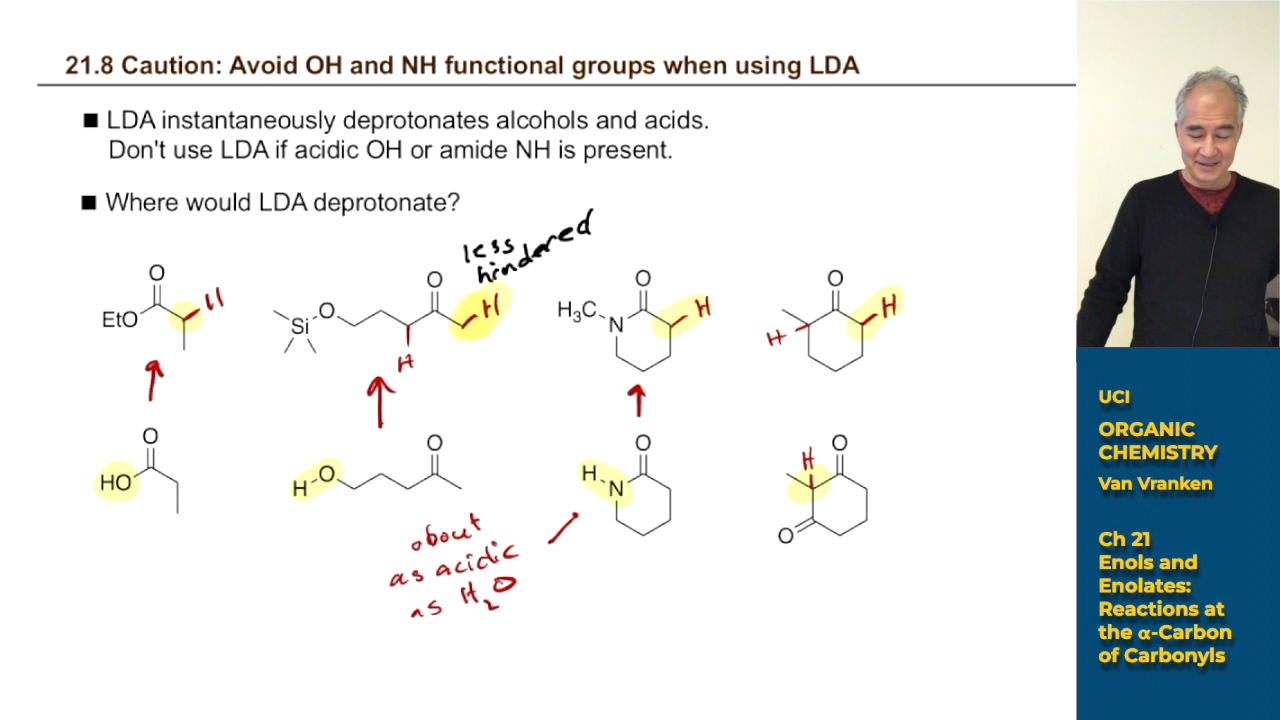 21.8 Caution: Avoid OH and NH functional groups when using LDA
■ LDA instantaneously deprotonates alcohols and acids.
Don't use LDA if acidic OH or amide NH is present.
■ Where would LDA deprotonate?
less
hindered
O
EtO
H
Si
O
O
H
H
O
H₃C
N
H
O
H
H
O
HO
H
O
O
O
H
N
O
H
O
about
as acidic
as H₂O
UCI
ORGANIC
CHEMISTRY
Van Vranken
Ch 21
Enols and
Enolates:
Reactions at
the α-Carbon
of Carbonyls